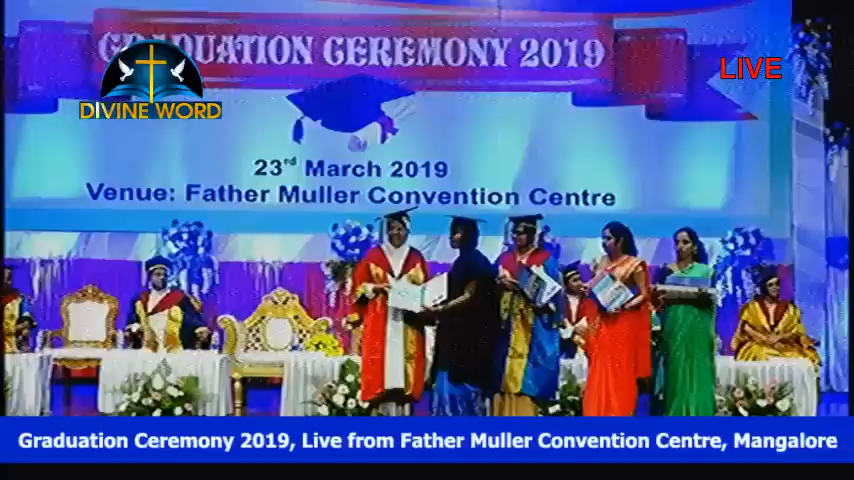 GRADUATION CEREMONY 2019
LIVE
DIVINE WORD
23rd March 2019
Venue: Father Muller Convention Centre
Graduation Ceremony 2019, Live from Father Muller Convention Centre, Mangalore